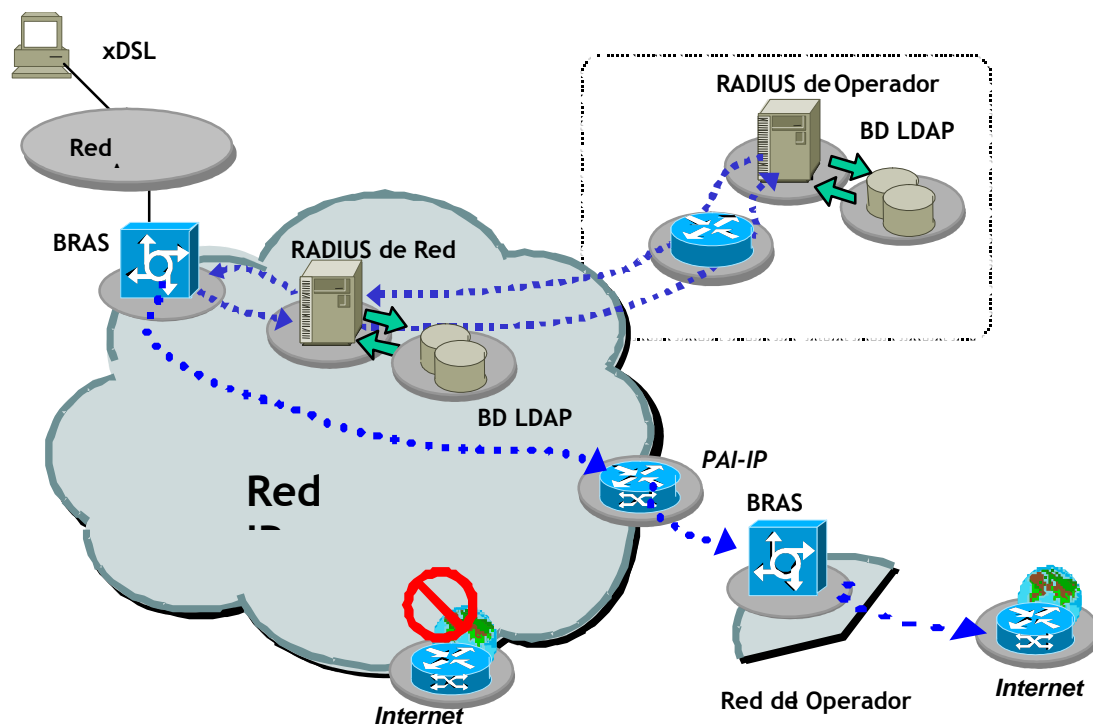 xDSL
RADIUS de Operador
BD LDAP
Red
BRAS
RADIUS de Red
BD LDAP
PAI-IP
Red
BRAS
Internet
Red del Operador
Internet